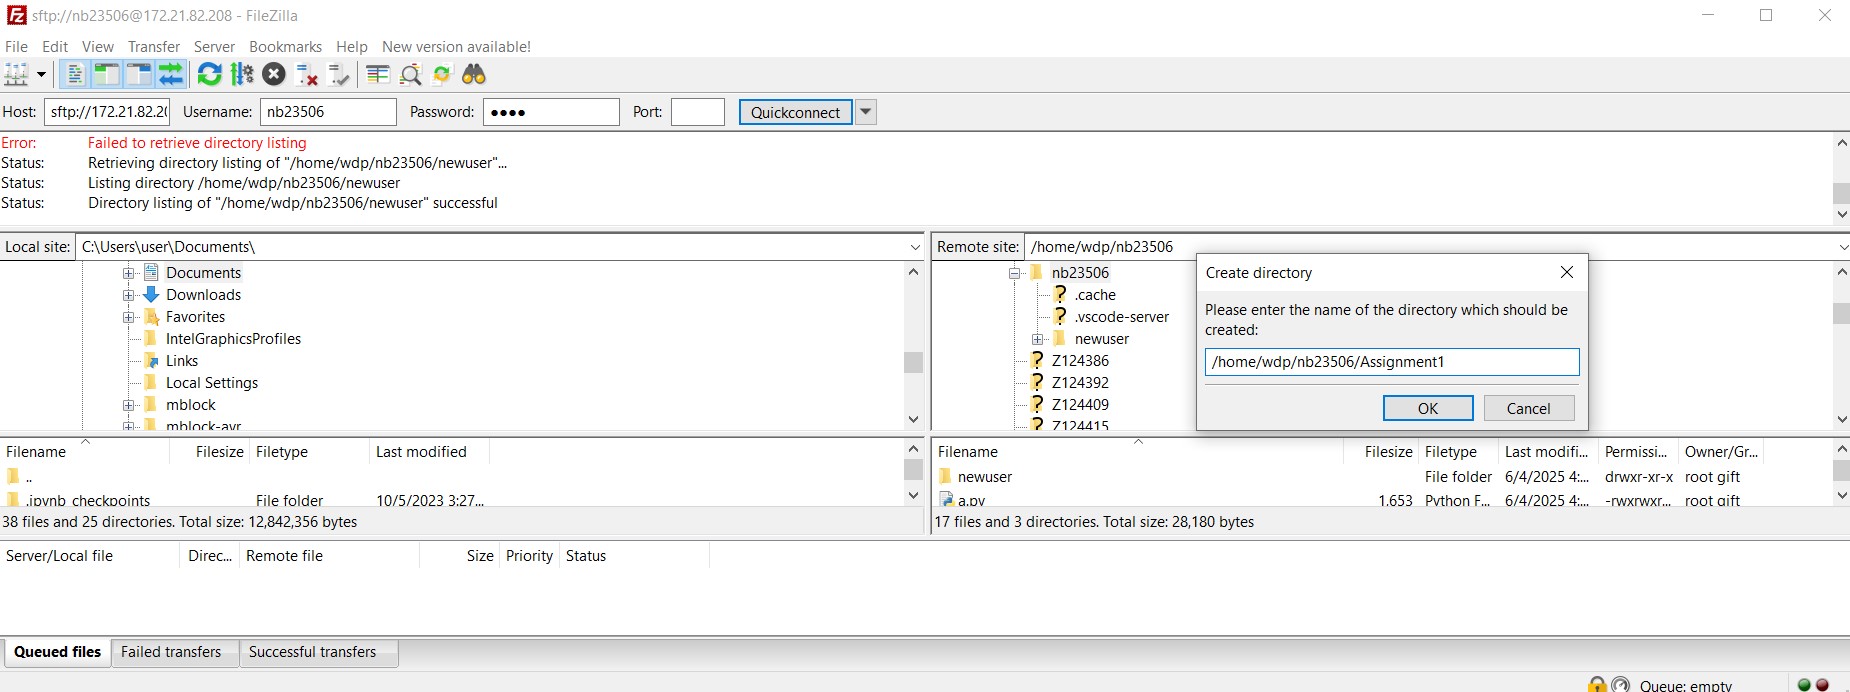 sftp://nb23506@172.21.82.208 - FileZilla
File Edit View Transfer Server Bookmarks Help New version available!
Host: sftp://172.21.82.20 Username: nb23506 Password: ●●●● Port: Quickconnect
Error: Failed to retrieve directory listing
Status: Retrieving directory listing of "/home/wdp/nb23506/newuser"...
Status: Listing directory /home/wdp/nb23506/newuser
Status: Directory listing of "/home/wdp/nb23506/newuser" successful
Local site: C:\Users\user\Documents\
Documents
Downloads
Favorites
IntelGraphicsProfiles
Links
Local Settings
mblock
mblock-avr
Filename Filesize Filetype Last modified
..
.ipynb_checkpoints File folder 10/5/2023 3:27...
38 files and 25 directories. Total size: 12,842,356 bytes
Remote site: /home/wdp/nb23506
nb23506
.cache
.vscode-server
newuser
Z124386
Z124392
Z124409
Z124415
Create directory
Please enter the name of the directory which should be
created:
/home/wdp/nb23506/Assignment1
OK Cancel
Filename Filesize Filetype Last modifi... Permissi... Owner/Gr...
newuser File folder 6/4/2025 4:... drwxr-xr-x root gift
a.py 1,653 Python F... 6/4/2025 4:... -rwxrwxr... root gift
17 files and 3 directories. Total size: 28,180 bytes
Server/Local file Direc... Remote file Size Priority Status
Queued files Failed transfers Successful transfers
Queue: empty